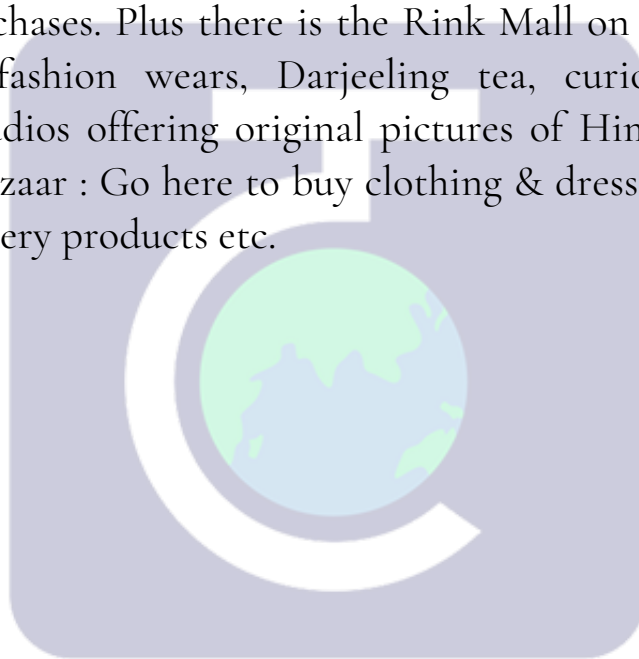 chases. Plus there is the Rink Mall on
fashion wears, Darjeeling tea, curio
dios offering original pictures of Him
zaar : Go here to buy clothing & dress
ery products etc.